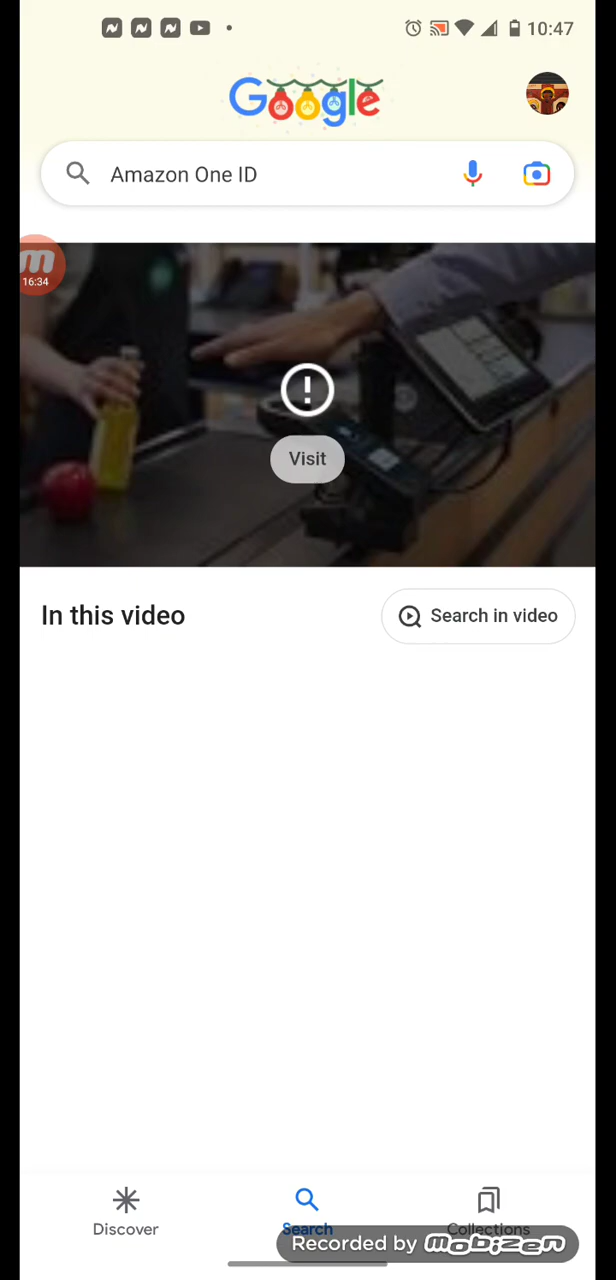 10:47
Google
Amazon One ID
m
16:34
Visit
In this video
Search in video
Discover
Search
Collections
Recorded by mobizen